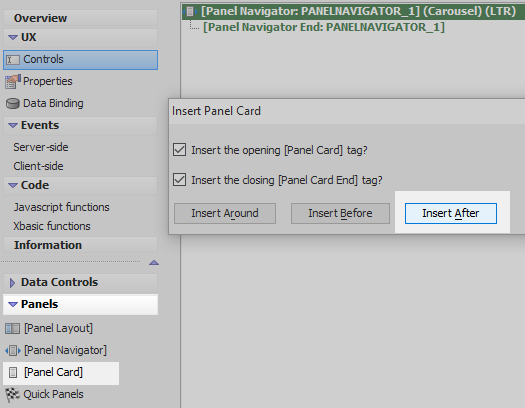 Overview
UX
Controls
Properties
Data Binding
Events
Server-side
Client-side
Code
Javascript functions
Xbasic functions
Information
Data Controls
Panels
[Panel Layout]
[Panel Navigator]
[Panel Card]
Quick Panels
[Panel Navigator: PANELNAVIGATOR_1] (Carousel) (LTR)
[Panel Navigator End: PANELNAVIGATOR_1]
Insert Panel Card
Insert the opening [Panel Card] tag?
Insert the closing [Panel Card End] tag?
Insert Around Insert Before Insert After